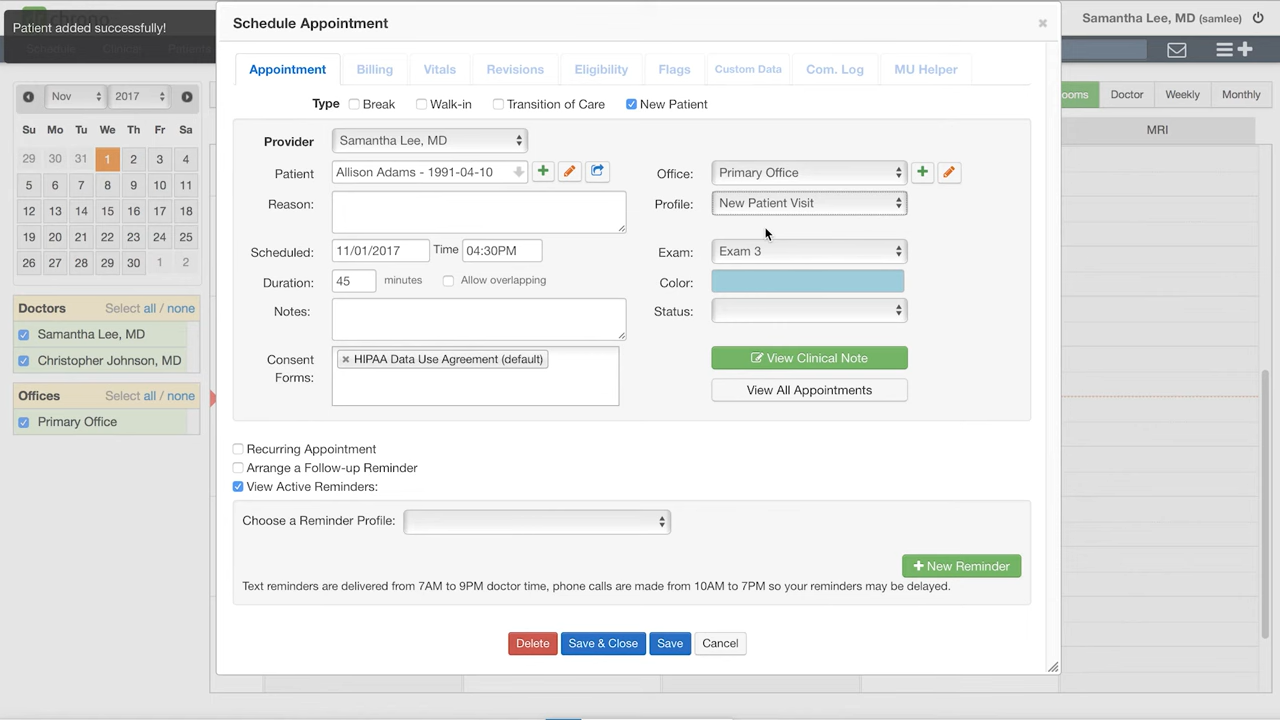 Patient added successfully!
Schedule Appointment
×
Samantha Lee, MD (samlee)
Appointment Billing Vitals Revisions Eligibility Flags Custom Data Com. Log MU Helper
Type Break Walk-in Transition of Care New Patient
Provider Samantha Lee, MD
Patient Allison Adams - 1991-04-10
Office: Primary Office
Reason:
Profile: New Patient Visit
Scheduled: 11/01/2017 Time 04:30PM
Exam: Exam 3
Duration: 45 minutes Allow overlapping
Color:
Notes:
Status:
Consent
Forms:
HIPAA Data Use Agreement (default)
View Clinical Note
View All Appointments
Recurring Appointment
Arrange a Follow-up Reminder
View Active Reminders:
Choose a Reminder Profile:
+ New Reminder
Text reminders are delivered from 7AM to 9PM doctor time, phone calls are made from 10AM to 7PM so your reminders may be delayed.
Delete Save & Close Save Cancel
Nov 2017
Su Mo Tu We Th Fr Sa
29 30 31 1 2 3 4
5 6 7 8 9 10 11
12 13 14 15 16 17 18
19 20 21 22 23 24 25
26 27 28 29 30 1 2
Doctors Select all / none
Samantha Lee, MD
Christopher Johnson, MD
Offices Select all / none
Primary Office
Doctor Weekly Monthly
MRI